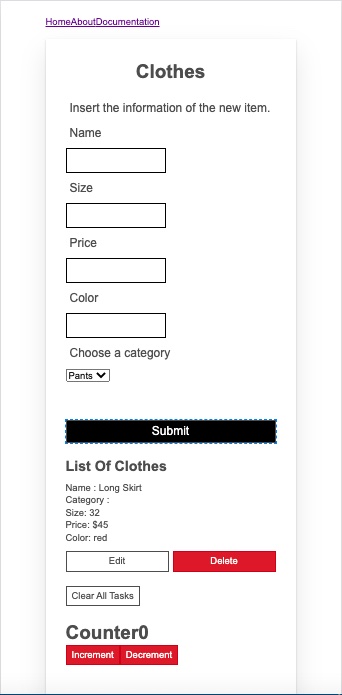 HomeAboutDocumentation
Clothes
Insert the information of the new item.
Name
Size
Price
Color
Choose a category
Pants
Submit
List Of Clothes
Name : Long Skirt
Category :
Size: 32
Price: $45
Color: red
Edit Delete
Clear All Tasks
Counter0
Increment Decrement